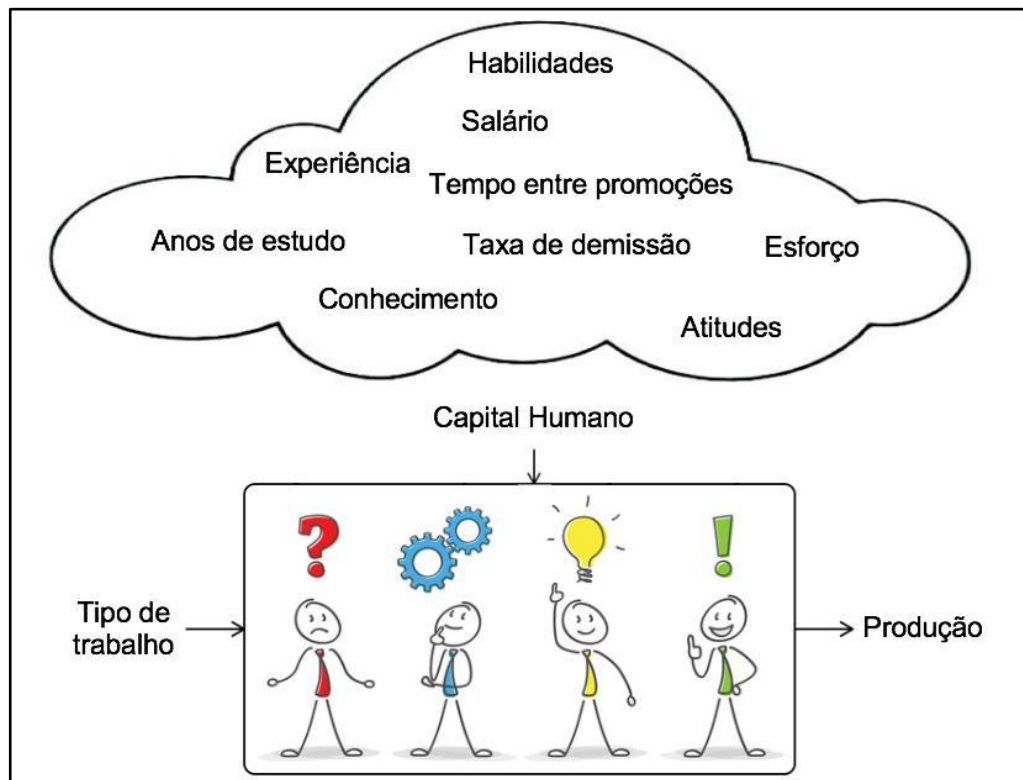 Habilidades
Salário
Experiência
Tempo entre promoções
Anos de estudo
Taxa de demissão
Esforço
Conhecimento
Atitudes
Capital Humano
Tipo de
trabalho
Produção